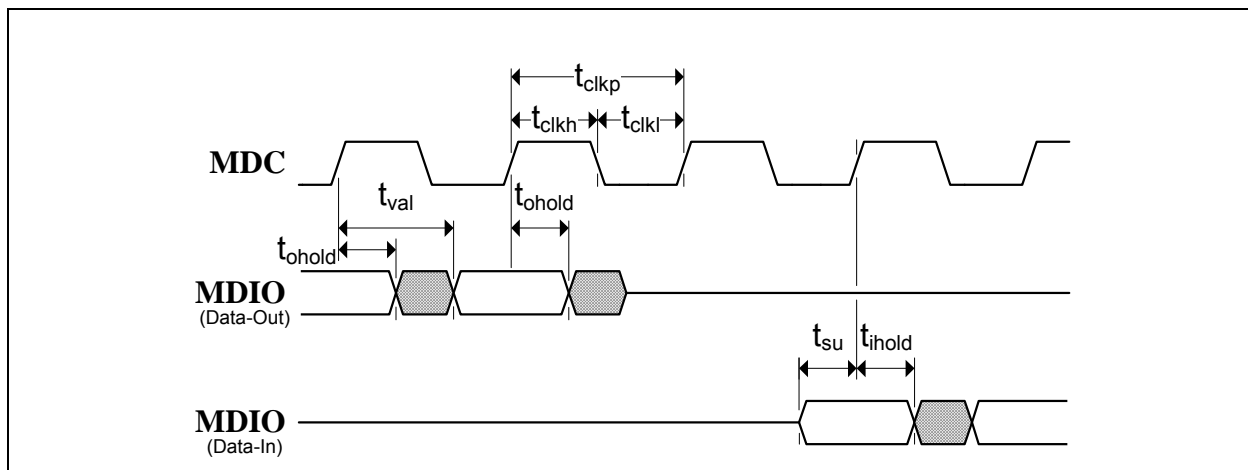 tclkp
tclkh tclkl
MDC
tval
tohold
tohold
MDIO
(Data-Out)
tsu tihold
MDIO
(Data-In)